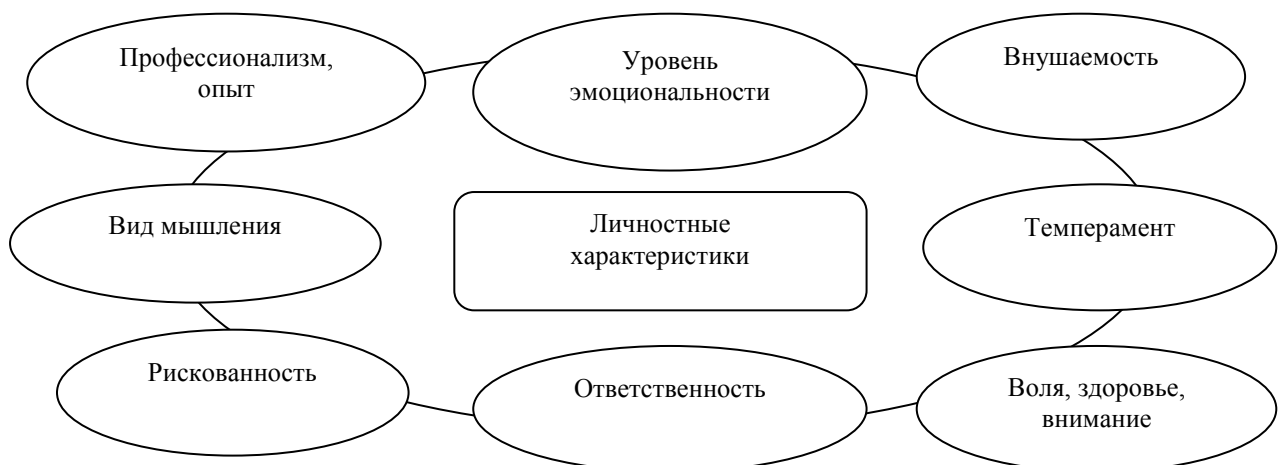 Профессионализм,
опыт
Уровень
эмоциональности
Внушаемость
Вид мышления
Личностные
характеристики
Темперамент
Рискованность
Ответственность
Воля, здоровье,
внимание